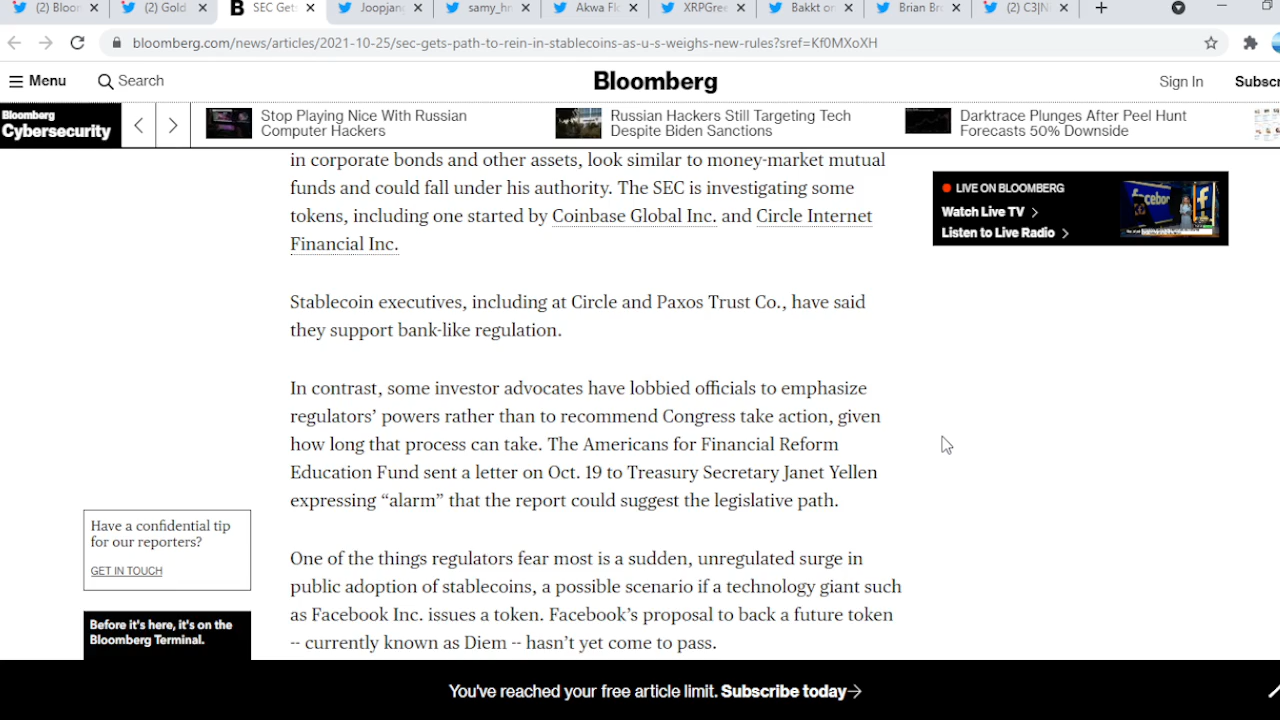 (2) Bloon
(2) Gold
B SEC Get
Joopjan
samy_hr
Akwa Fl
XRPGree
Bakkt on
Brian Br
(2) C3|Ni
bloomberg.com/news/articles/2021-10-25/sec-gets-path-to-rein-in-stablecoins-as-u-s-weighs-new-rules?sref=Kf0MXoXH
Menu
Search
Bloomberg
Sign In
Subsc
Bloomberg
Cybersecurity
Stop Playing Nice With Russian
Computer Hackers
Russian Hackers Still Targeting Tech
Despite Biden Sanctions
Darktrace Plunges After Peel Hunt
Forecasts 50% Downside
in corporate bonds and other assets, look similar to money-market mutual
funds and could fall under his authority. The SEC is investigating some
tokens, including one started by Coinbase Global Inc. and Circle Internet
Financial Inc.
Stablecoin executives, including at Circle and Paxos Trust Co., have said
they support bank-like regulation.
In contrast, some investor advocates have lobbied officials to emphasize
regulators’ powers rather than to recommend Congress take action, given
how long that process can take. The Americans for Financial Reform
Education Fund sent a letter on Oct. 19 to Treasury Secretary Janet Yellen
expressing “alarm” that the report could suggest the legislative path.
One of the things regulators fear most is a sudden, unregulated surge in
public adoption of stablecoins, a possible scenario if a technology giant such
as Facebook Inc. issues a token. Facebook’s proposal to back a future token
-- currently known as Diem -- hasn’t yet come to pass.
LIVE ON BLOOMBERG
Watch Live TV
Listen to Live Radio
Have a confidential tip
for our reporters?
GET IN TOUCH
Before it's here, it's on the
Bloomberg Terminal.
You've reached your free article limit. Subscribe today